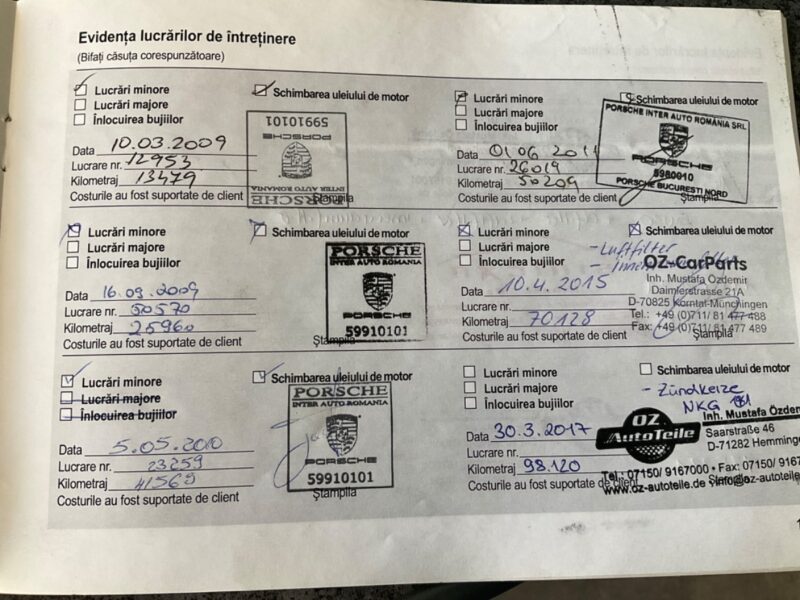 Evidența lucrărilor de întreținere
(Bifați căsuța corespunzătoare)
Lucrări minore
Schimbarea uleiului de motor
Lucrări majore
Înlocuirea bujiilor
59910101
PORSCHE
INTER AUTO ROMANIA
PORSCHE
Data 10.03.2009
Lucrare nr. 12953
Kilometraj 13479
Costurile au fost suportate de client
Ștampila
Lucrări minore
Schimbarea uleiului de motor
Lucrări majore
Înlocuirea bujiilor
PORSCHE INTER AUTO ROMÂNIA SRL
PORSCHE
5980010
PORSCHE BUCUREȘTI NORD
Data 01 06 2011
Lucrare nr. 26019
Kilometraj 50209
Costurile au fost suportate de client
Ștampila
Lucrări minore
Schimbarea uleiului de motor
Lucrări majore
Înlocuirea bujiilor
PORSCHE
INTER AUTO ROMANIA
PORSCHE
59910101
Data 16.09.2009
Lucrare nr. 50570
Kilometraj 25960
Costurile au fost suportate de client
Ștampila
Lucrări minore
Schimbarea uleiului de motor
Lucrări majore
Înlocuirea bujiilor
- Luftfilter
OZ-CarParts
Inh. Mustafa Özdemir
Daimlerstrasse 21A
D-70825 Korntal-Münchingen
Tel.: +49 (0)711/ 81 477 488
Fax: +49 (0)711/ 81 477 489
Data 10.4.2015
Lucrare nr.
Kilometraj 70128
Costurile au fost suportate de client
Ștampila
Lucrări minore
Schimbarea uleiului de motor
Lucrări majore
Înlocuirea bujiilor
PORSCHE
INTER AUTO ROMANIA
PORSCHE
59910101
Data 5.05.2010
Lucrare nr. 23259
Kilometraj 41565
Costurile au fost suportate de client
Ștampila
Lucrări minore
Schimbarea uleiului de motor
Lucrări majore
Înlocuirea bujiilor
- Zündkeize
NKG
OZ
AutoTeile
Inh. Mustafa Özdem
Saarstraße 46
D-71282 Hemming
Tel.: 07150/ 9167000 • Fax: 07150/ 9167
www.oz-autoteile.de info@oz-autoteile
Data 30.3.2017
Lucrare nr.
Kilometraj 98.120
Costurile au fost suportate de client
Ștampila